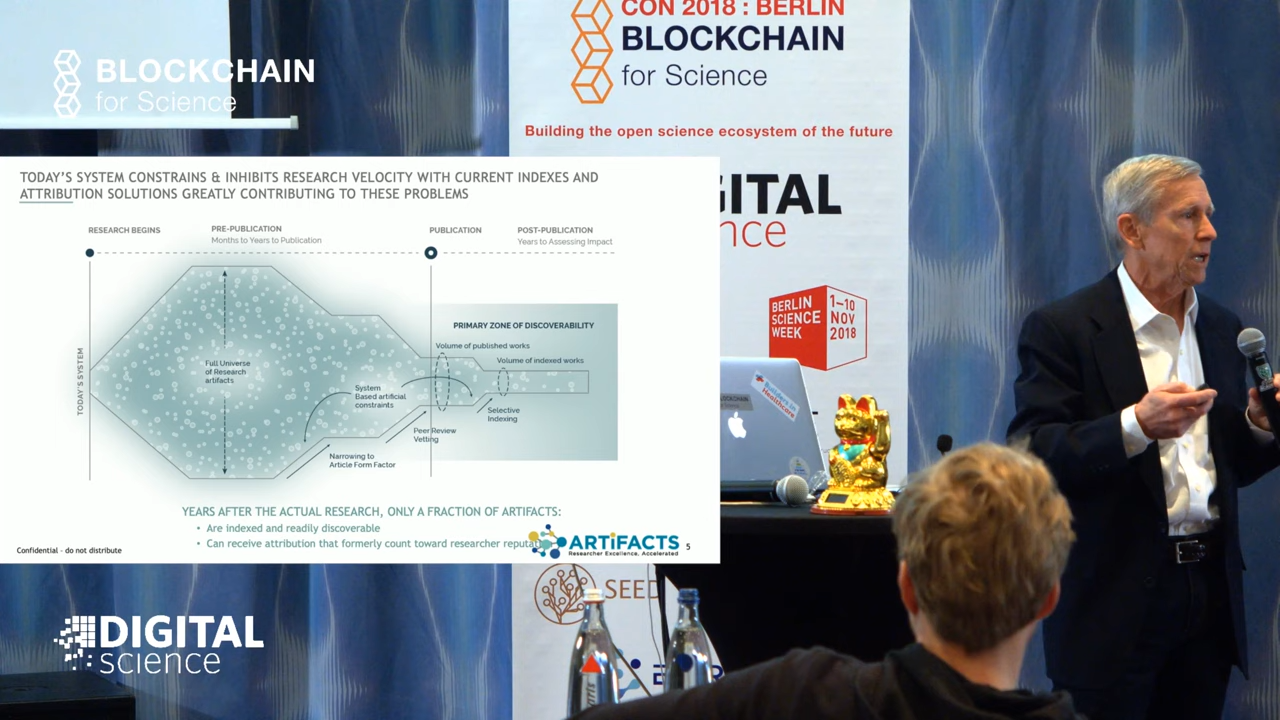 CON 2018 : BERLIN
BLOCKCHAIN
for Science
Building the open science ecosystem of the future
BLOCKCHAIN
for Science
TODAY'S SYSTEM CONSTRAINS & INHIBITS RESEARCH VELOCITY WITH CURRENT INDEXES AND
ATTRIBUTION SOLUTIONS GREATLY CONTRIBUTING TO THESE PROBLEMS
RESEARCH BEGINS
PRE-PUBLICATION
Months to Years to Publication
PUBLICATION
POST-PUBLICATION
Years to Assessing Impact
TODAY'S SYSTEM
PRIMARY ZONE OF DISCOVERABILITY
Volume of published works
Volume of indexed works
Full Universe
of Research
artifacts
System
Based artificial
constraints
Selective
Indexing
Peer Review
Vetting
Narrowing to
Article Form Factor
YEARS AFTER THE ACTUAL RESEARCH, ONLY A FRACTION OF ARTIFACTS:
• Are indexed and readily discoverable
• Can receive attribution that formerly count toward researcher reputat
Confidential - do not distribute
ARTiFACTS
Researcher Excellence. Accelerated
5
GITAL
nce
BERLIN
SCIENCE
WEEK
1–10
NOV
2018
Healthcare
SEED
DIGITAL
science